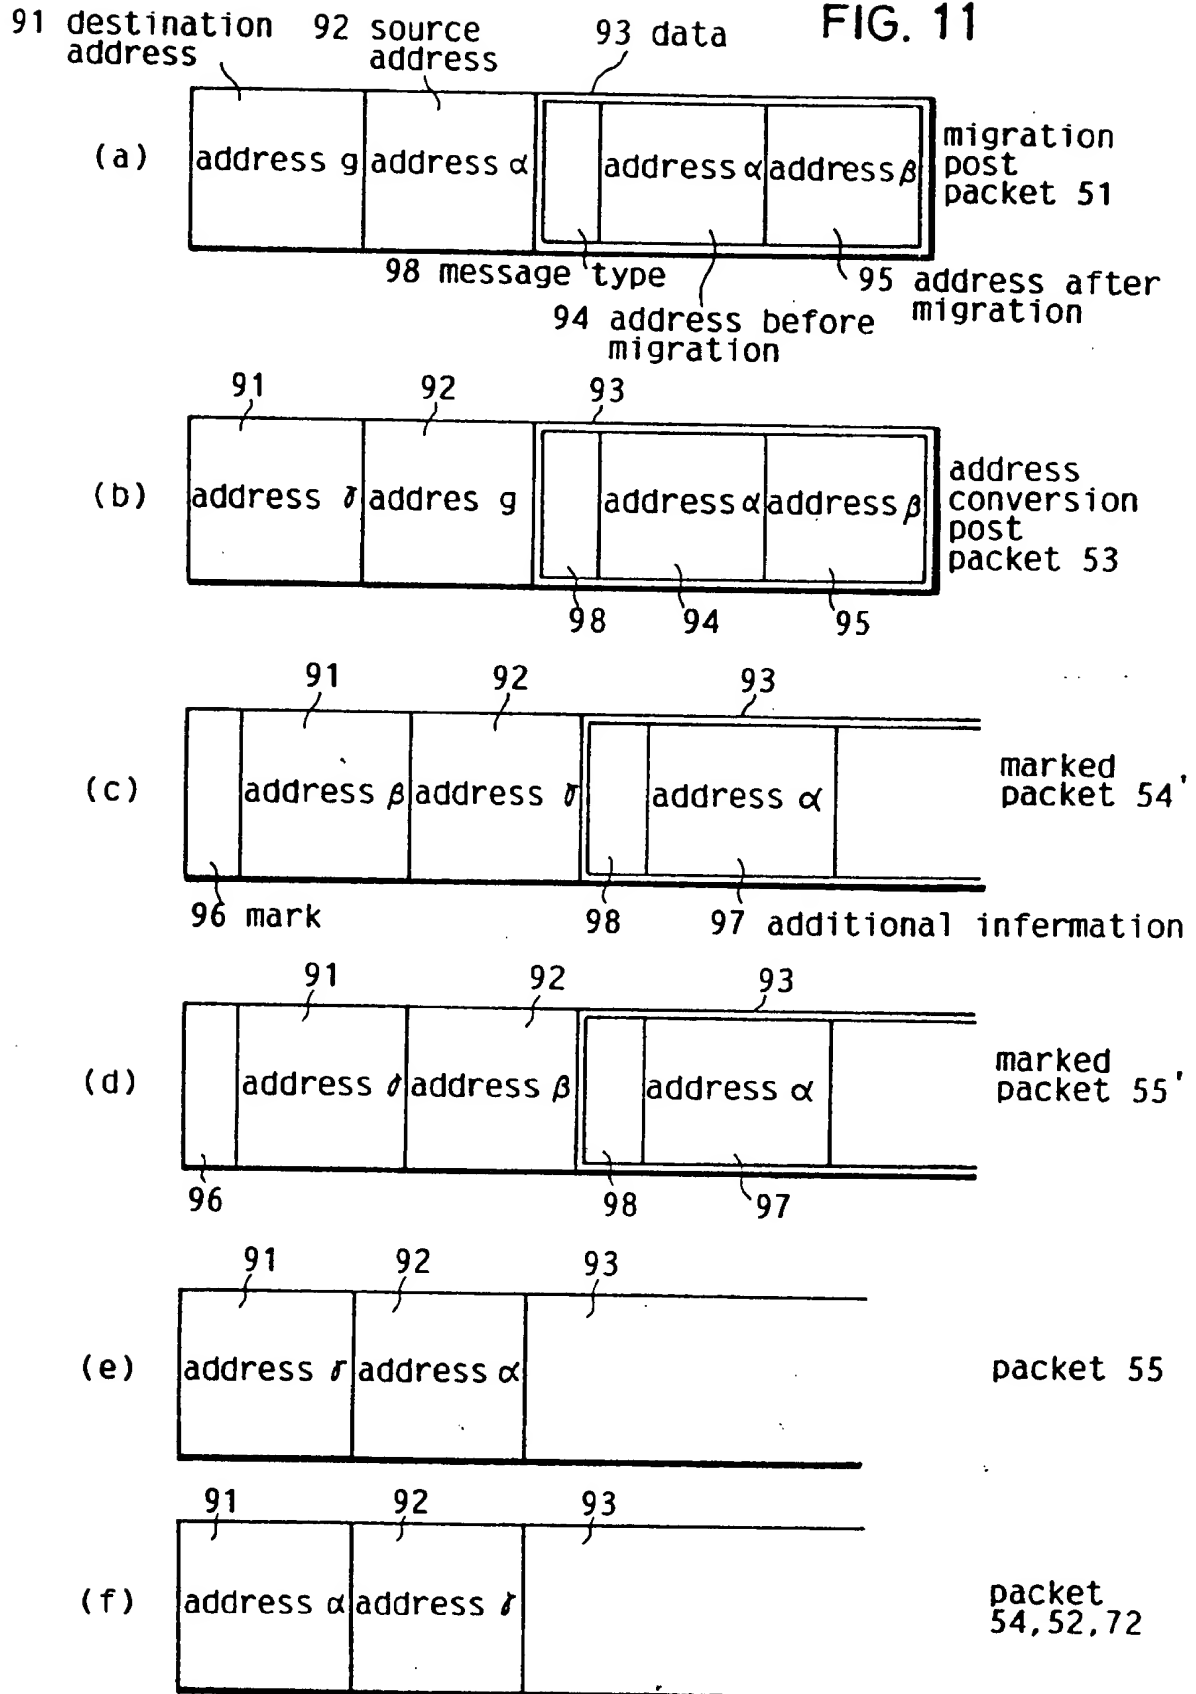 FIG. 11
91 destination address
92 source address
93 data
(a)
address g
address α
address α
address β
migration post packet 51
98 message type
94 address before migration
95 address after migration
91
92
93
(b)
address γ
addres g
address α
address β
address conversion post packet 53
98
94
95
91
92
93
(c)
address β
address γ
address α
marked packet 54'
96 mark
98
97 additional infermation
91
92
93
(d)
address γ
address β
address α
marked packet 55'
96
98
97
91
92
93
(e)
address γ
address α
packet 55
91
92
93
(f)
address α
address γ
packet 54,52,72